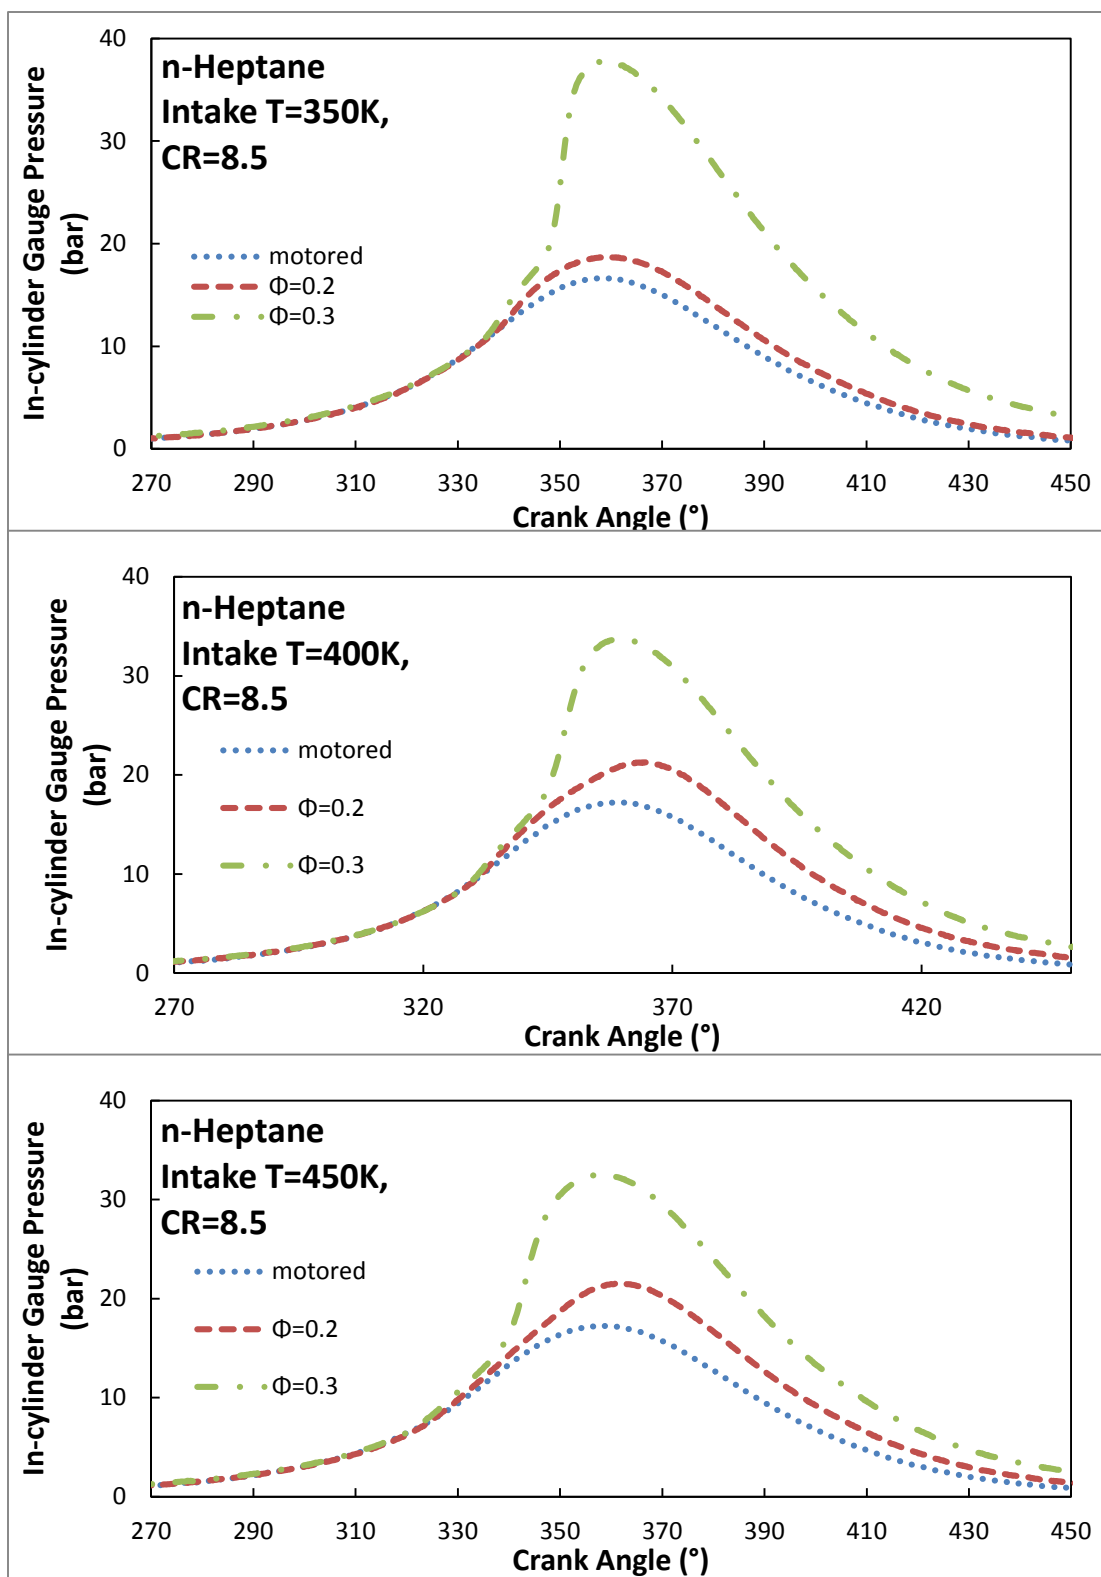 In-cylinder Gauge Pressure
(bar)
40
30
20
10
0
n-Heptane
Intake T=350K,
CR=8.5
motored
Φ=0.2
Φ=0.3
270 290 310 330 350 370 390 410 430 450
Crank Angle (°)
In-cylinder Gauge Pressure
(bar)
40
30
20
10
0
n-Heptane
Intake T=400K,
CR=8.5
motored
Φ=0.2
Φ=0.3
270 320 370 420
Crank Angle (°)
In-cylinder Gauge Pressure
(bar)
40
30
20
10
0
n-Heptane
Intake T=450K,
CR=8.5
motored
Φ=0.2
Φ=0.3
270 290 310 330 350 370 390 410 430 450
Crank Angle (°)